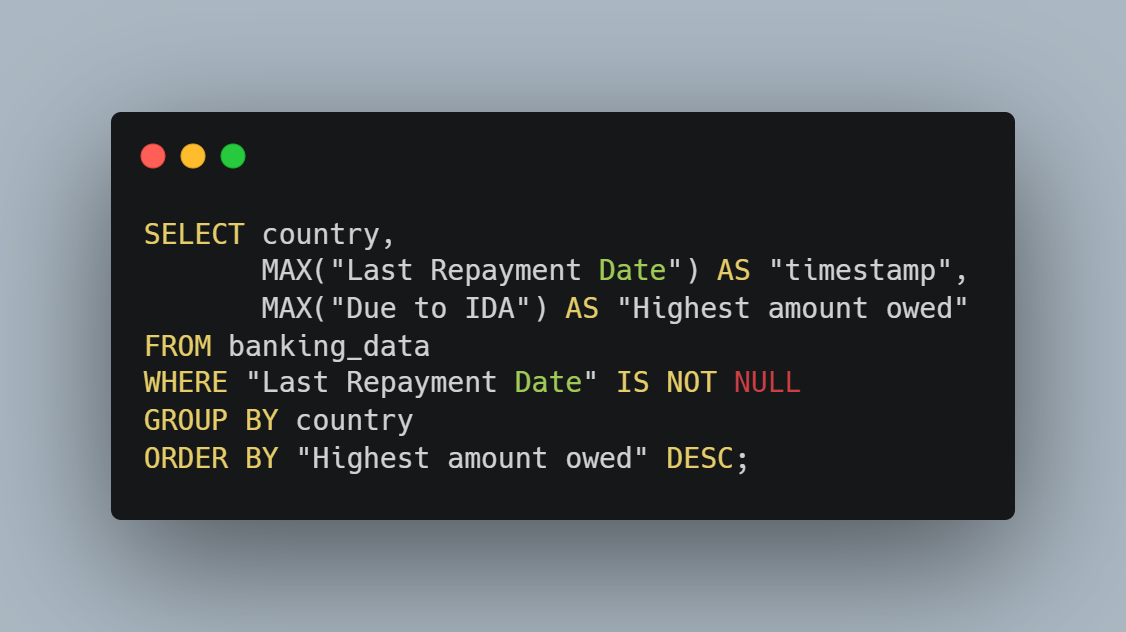 SELECT country,
       MAX("Last Repayment Date") AS "timestamp",
       MAX("Due to IDA") AS "Highest amount owed"
FROM banking_data
WHERE "Last Repayment Date" IS NOT NULL
GROUP BY country
ORDER BY "Highest amount owed" DESC;